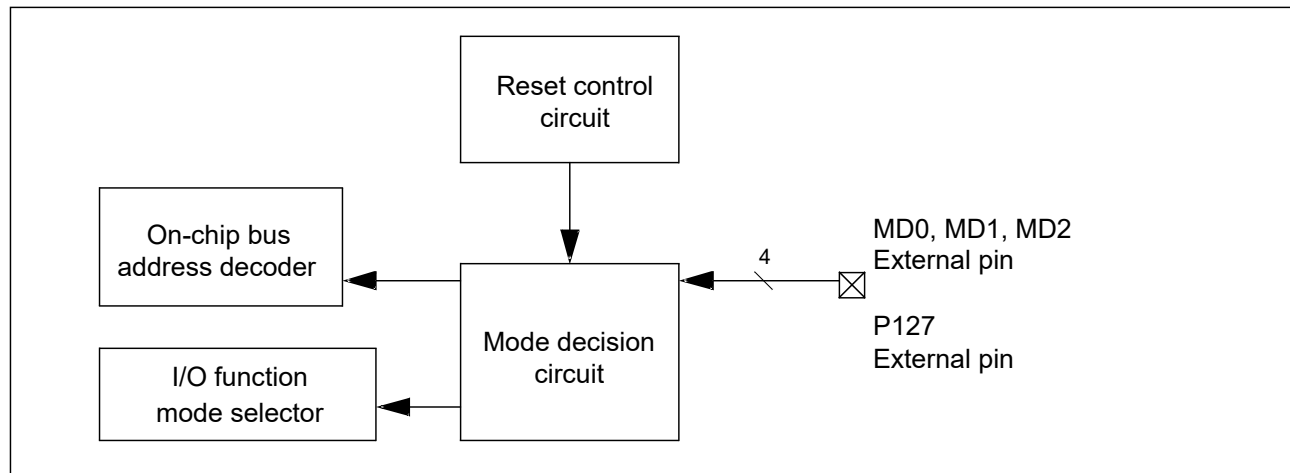 Reset control
circuit
On-chip bus
address decoder
4
MD0, MD1, MD2
External pin
P127
External pin
Mode decision
circuit
I/O function
mode selector